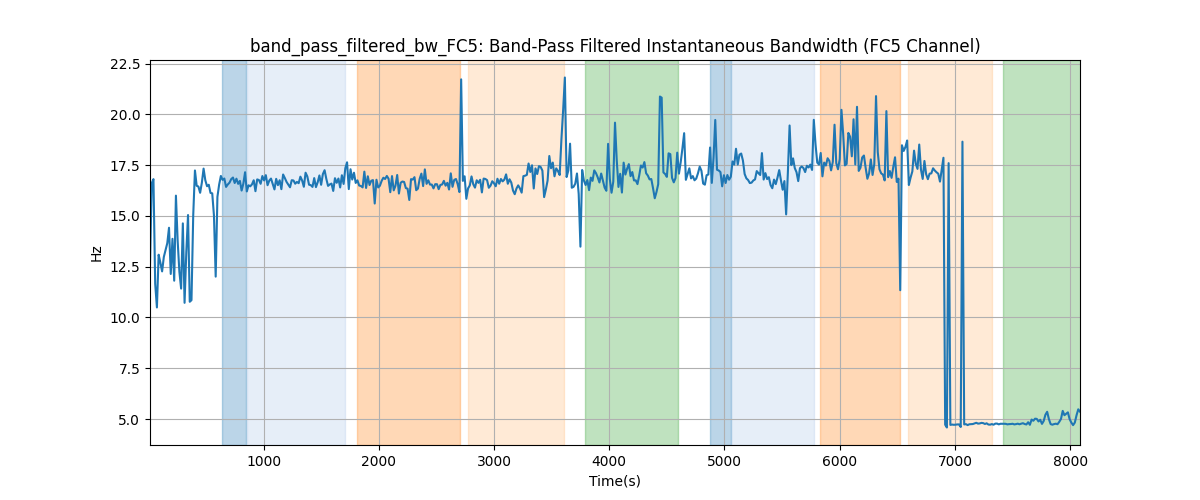 band_pass_filtered_bw_FC5: Band-Pass Filtered Instantaneous Bandwidth (FC5 Channel)
22.5
20.0
17.5
15.0
12.5
10.0
7.5
5.0
Hz
1000 2000 3000 4000 5000 6000 7000 8000
Time(s)